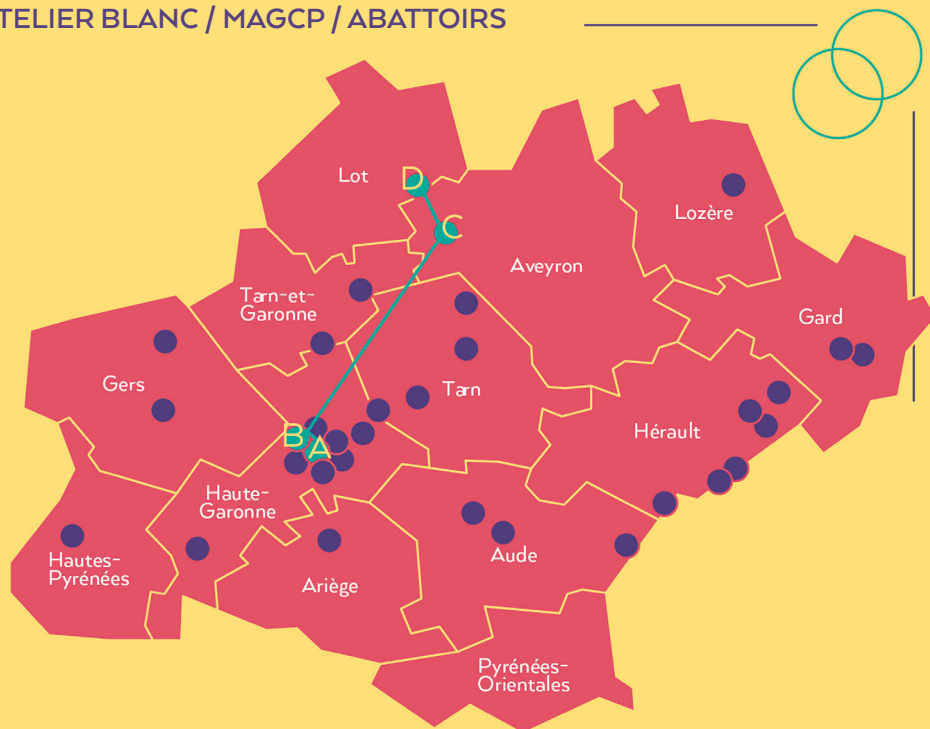 TELIER BLANC / MAGCP / ABATTOIRS
Lot
D
C
Lozère
Aveyron
Tarn-et-
Garonne
Gard
Gers
Tarn
B
A
Hérault
Haute-
Garonne
Aude
Hautes-
Pyrénées
Ariège
Pyrénées-
Orientales